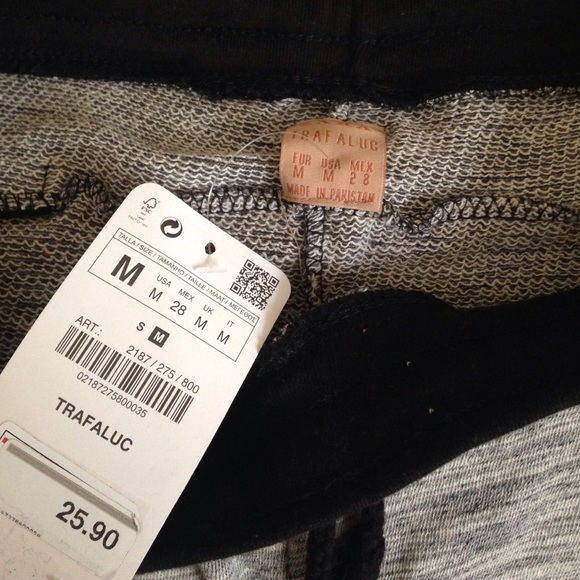 TRAFALUC
EUR USA MEX
M M 28
MADE IN PAKISTAN
FSC
TALLA / SIZE / TAMANHO / TAILLE / MAAT / ΜΕΓΕΘΟΣ
USA MEX UK IT
M M 28 M M
S M
ART.: 2187 / 275 / 800
02187275800035
TRAFALUC
25.90